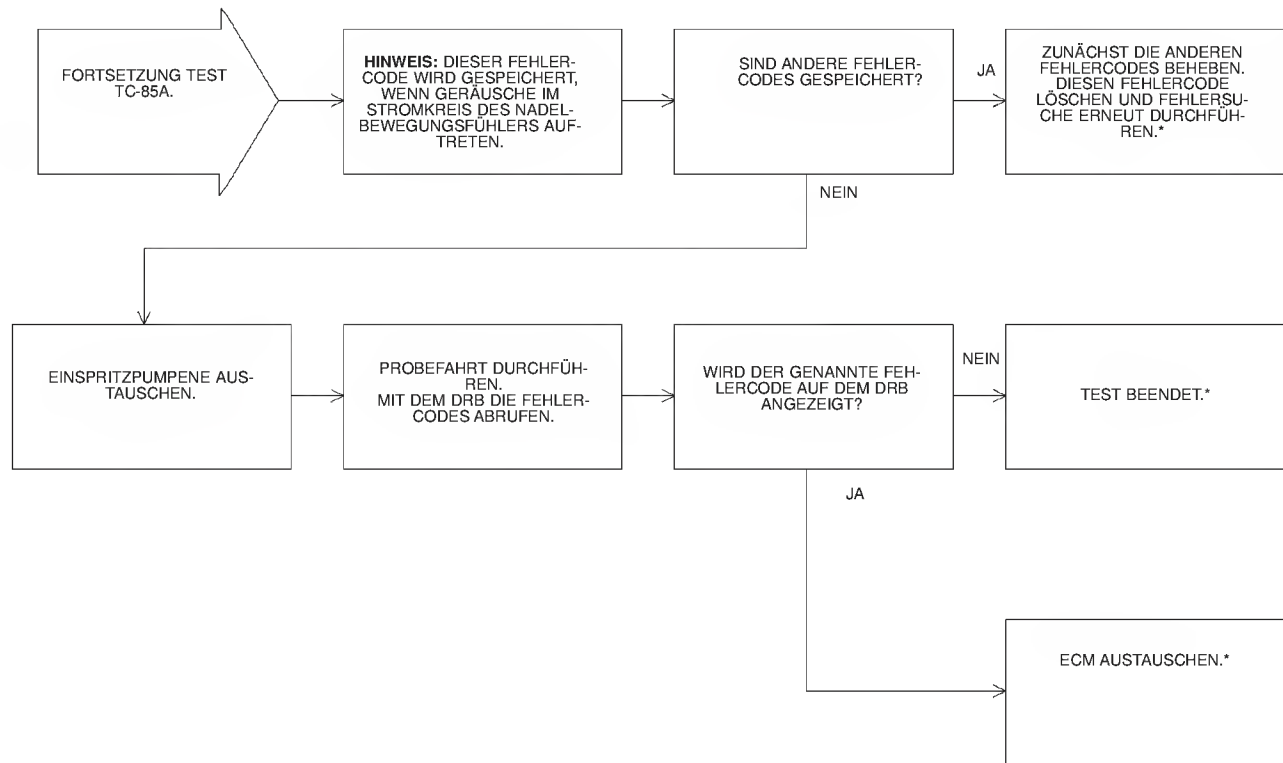 FORTSETZUNG TEST
TC-85A.
HINWEIS: DIESER FEHLER-
CODE WIRD GESPEICHERT,
WENN GERÄUSCHE IM
STROMKREIS DES NADEL-
BEWEGUNGSFÜHLERS AUF-
TRETEN.
SIND ANDERE FEHLER-
CODES GESPEICHERT?
JA
ZUNÄCHST DIE ANDEREN
FEHLERCODES BEHEBEN.
DIESEN FEHLERCODE
LÖSCHEN UND FEHLERSU-
CHE ERNEUT DURCHFÜH-
REN.*
NEIN
EINSPRITZPUMPENE AUS-
TAUSCHEN.
PROBEFAHRT DURCHFÜH-
REN.
MIT DEM DRB DIE FEHLER-
CODES ABRUFEN.
WIRD DER GENANNTE FEH-
LERCODE AUF DEM DRB
ANGEZEIGT?
NEIN
TEST BEENDET.*
JA
ECM AUSTAUSCHEN.*